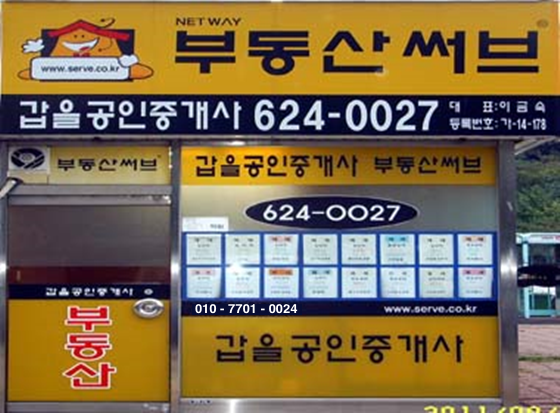 NETWAY
부동산써브
www.serve.co.kr
갑을공인중개사 624-0027
대 표:이금숙
등록번호:가-14-178
부동산써브
갑을공인중개사 부동산써브
624-0027
갑을공인중개사
부동산
010 - 7701 - 0024
www.serve.co.kr
갑을공인중개사